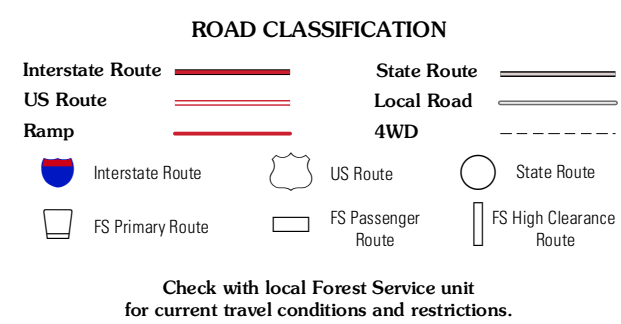 ROAD CLASSIFICATION
Interstate Route
State Route
US Route
Local Road
Ramp
4WD
Interstate Route
US Route
State Route
FS Primary Route
FS Passenger
Route
FS High Clearance
Route
Check with local Forest Service unit
for current travel conditions and restrictions.